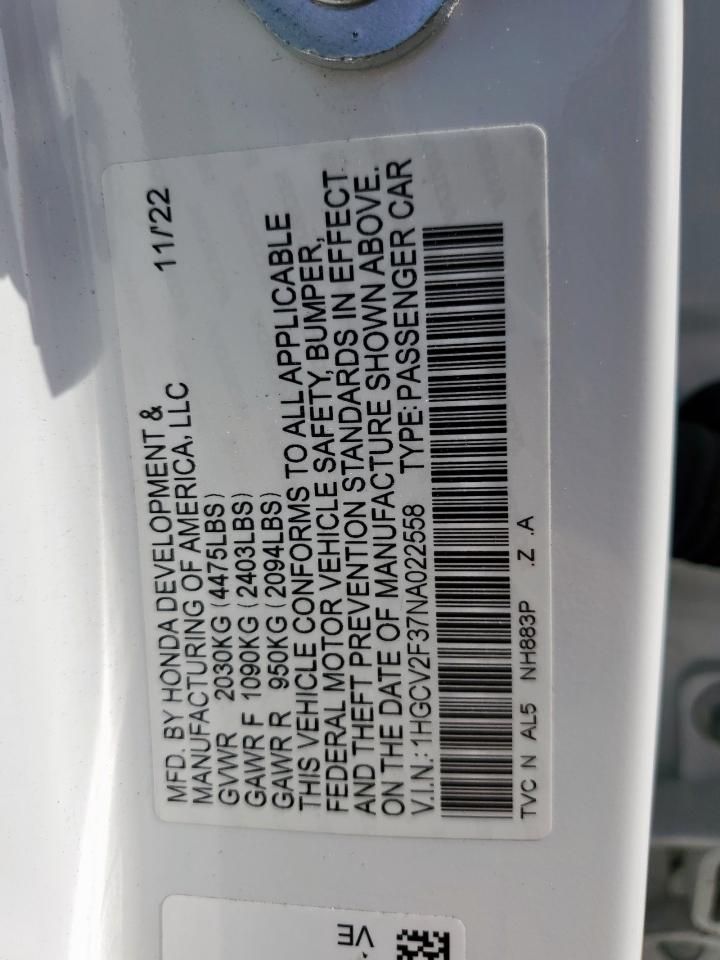 MFD. BY HONDA DEVELOPMENT & 11/'22
MANUFACTURING OF AMERICA, LLC
GVWR 2030KG (4475LBS)
GAWR F 1090KG (2403LBS)
GAWR R 950KG (2094LBS)
THIS VEHICLE CONFORMS TO ALL APPLICABLE
FEDERAL MOTOR VEHICLE SAFETY, BUMPER,
AND THEFT PREVENTION STANDARDS IN EFFECT
ON THE DATE OF MANUFACTURE SHOWN ABOVE.
V.I.N.: 1HGCV2F37NA022558 TYPE: PASSENGER CAR
TVC N AL5 NH883P .Z .A
VE